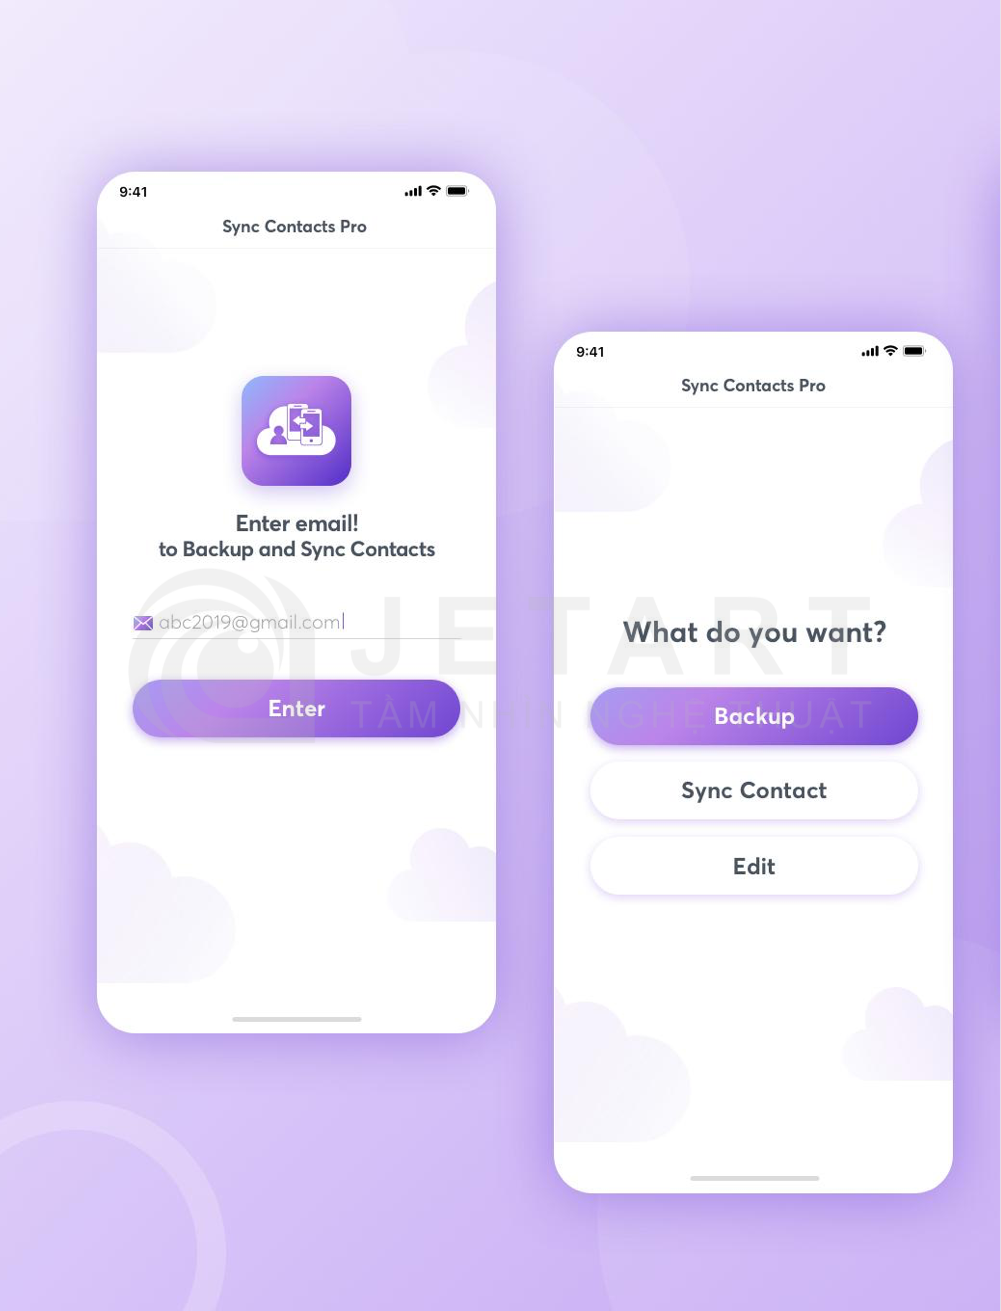 9:41
Sync Contacts Pro
Enter email!
to Backup and Sync Contacts
abc2019@gmail.com
Enter
9:41
Sync Contacts Pro
What do you want?
Backup
Sync Contact
Edit
JETART
TẦM NHÌN NGHỆ THUẬT